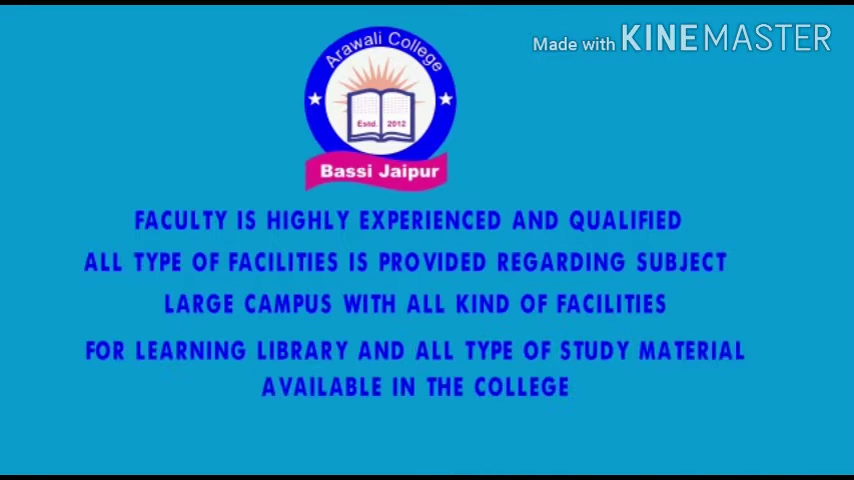 Made with KINEMASTER
Arawali College
Estd. 2012
Bassi Jaipur
FACULTY IS HIGHLY EXPERIENCED AND QUALIFIED
ALL TYPE OF FACILITIES IS PROVIDED REGARDING SUBJECT
LARGE CAMPUS WITH ALL KIND OF FACILITIES
FOR LEARNING LIBRARY AND ALL TYPE OF STUDY MATERIAL
AVAILABLE IN THE COLLEGE